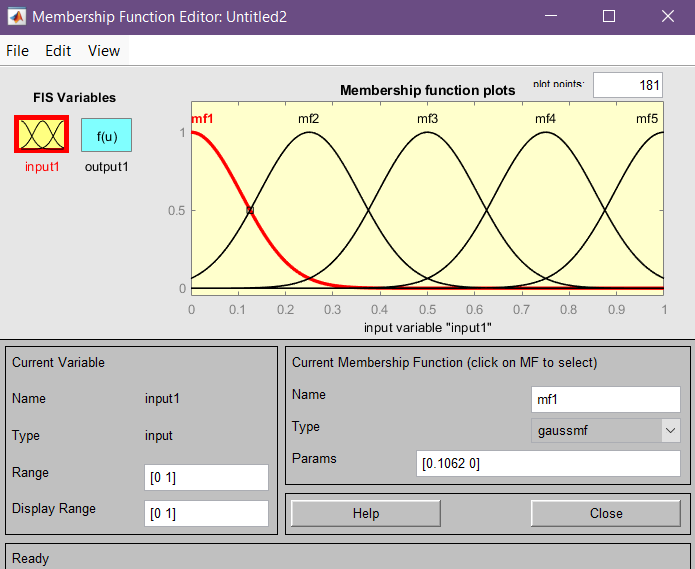 Membership Function Editor: Untitled2
File Edit View
FIS Variables
f(u)
input1 output1
Membership function plots
plot points: 181
mf1 mf2 mf3 mf4 mf5
1
0.5
0
0 0.1 0.2 0.3 0.4 0.5 0.6 0.7 0.8 0.9 1
input variable "input1"
Current Variable
Name input1
Type input
Range [0 1]
Display Range [0 1]
Current Membership Function (click on MF to select)
Name mf1
Type gaussmf
Params [0.1062 0]
Help Close
Ready